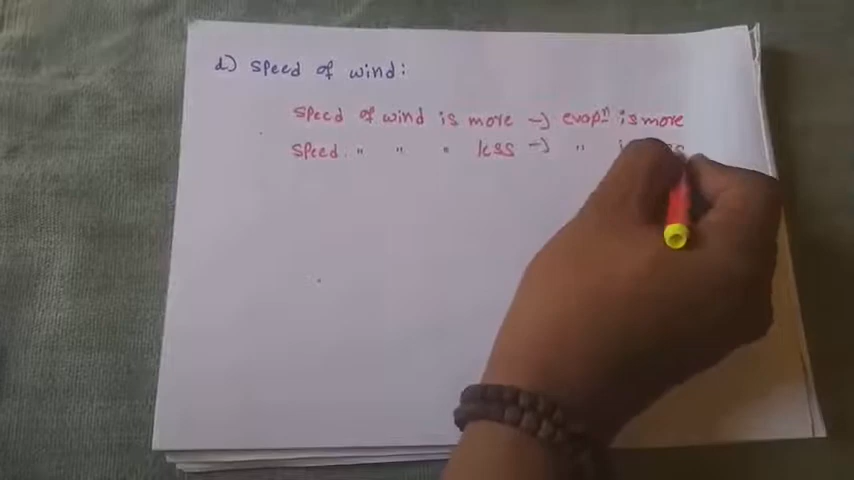 d) speed of wind:
speed of wind is more → evapⁿ is more
speed " " " less → "